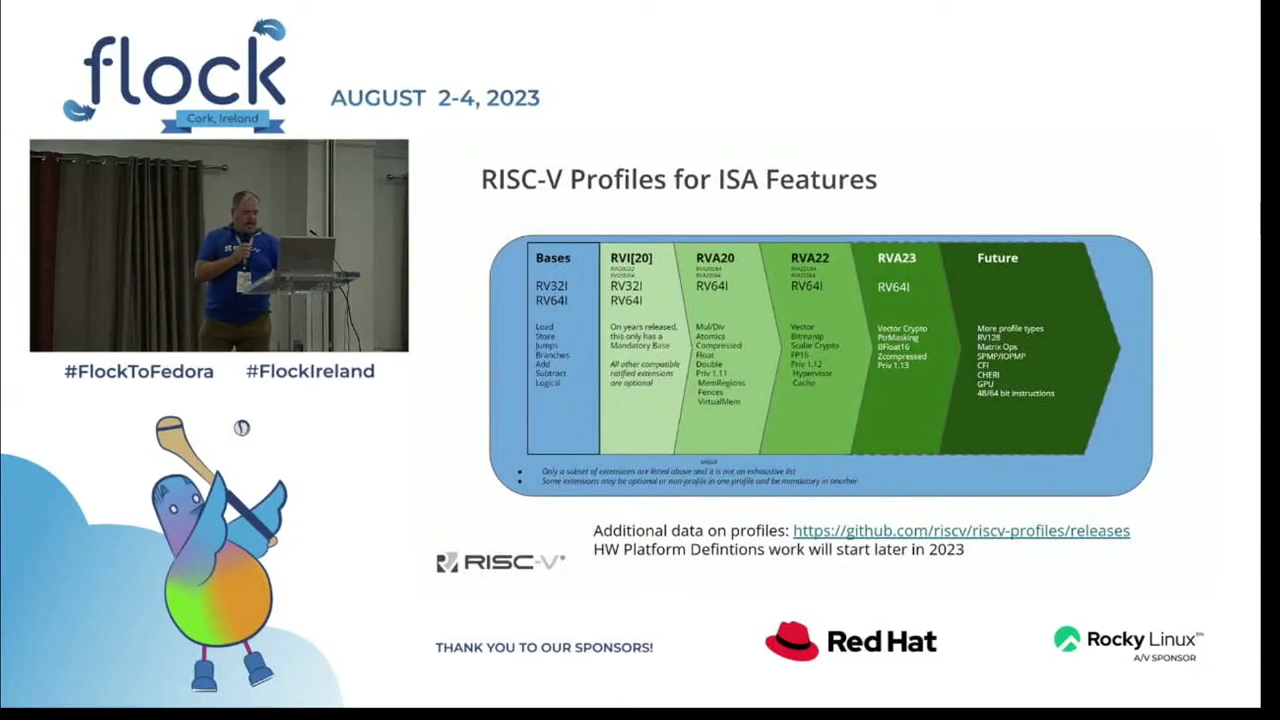 flock
Cork, Ireland
AUGUST 2-4, 2023
#FlockToFedora #FlockIreland
RISC-V Profiles for ISA Features
Bases
RV32I
RV64I
Load
Store
Jumps
Branches
Add
Subtract
Logical
RVI[20]
RV32I
RV64I
On years released,
this only has a
Mandatory Base
All other compatible
ratified extensions
are optional
RVA20
RV64I
Mul/Div
Atomics
Compressed
Float
Double
Priv 1.11
MemRegions
Fences
VirtualMem
RVA22
RV64I
Vector
Bitmanip
Scalar Crypto
FP16
Priv 1.12
Hypervisor
Cache
RVA23
RV64I
Vector Crypto
PtrMasking
BFloat16
Zcompressed
Priv 1.13
Future
More profile types
RV128
Matrix Ops
SPMP/IOPMP
CFI
CHERI
GPU
48/64 bit instructions
Only a subset of extensions are listed above and it is not an exhaustive list
Some extensions may be optional or non-profile in one profile and be mandatory in another
Additional data on profiles: https://github.com/riscv/riscv-profiles/releases
HW Platform Defintions work will start later in 2023
RISC-V®
THANK YOU TO OUR SPONSORS!
Red Hat
Rocky Linux™
A/V SPONSOR